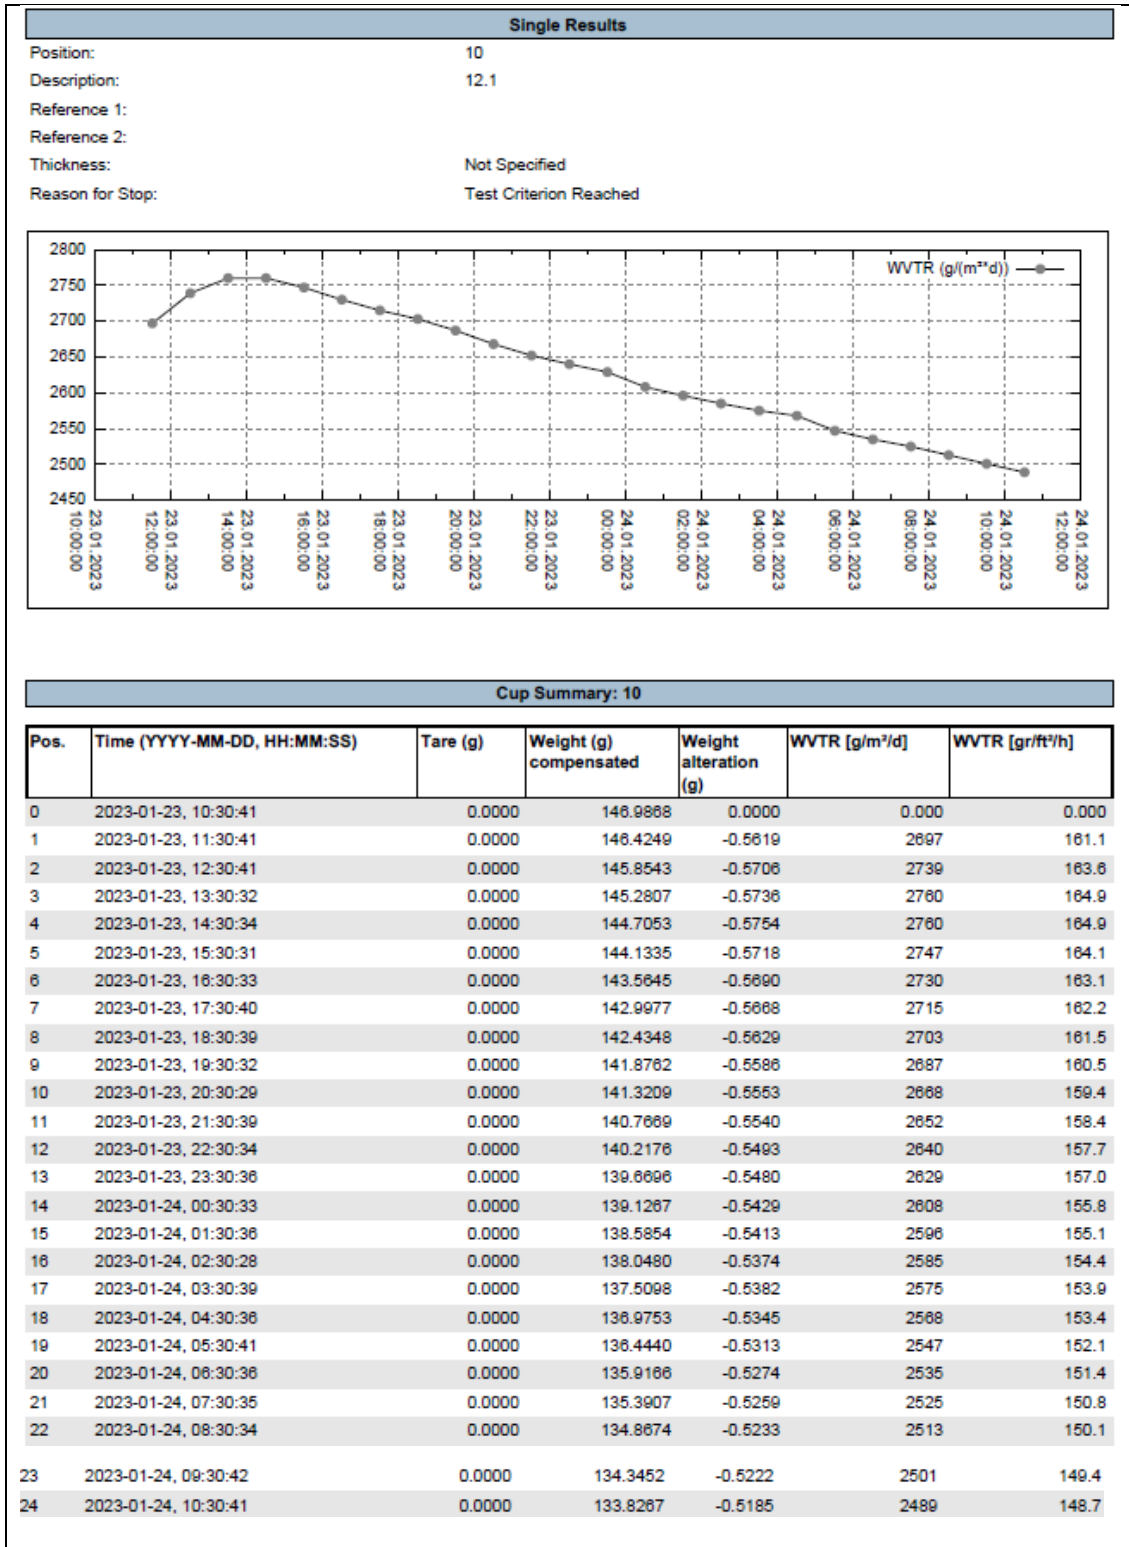 Single Results
Position: 10
Description: 12.1
Reference 1:
Reference 2:
Thickness: Not Specified
Reason for Stop: Test Criterion Reached
WVTR (g/(m²*d))
2800
2750
2700
2650
2600
2550
2500
2450
23.01.2023 10:00:00
23.01.2023 12:00:00
23.01.2023 14:00:00
23.01.2023 16:00:00
23.01.2023 18:00:00
23.01.2023 20:00:00
23.01.2023 22:00:00
24.01.2023 00:00:00
24.01.2023 02:00:00
24.01.2023 04:00:00
24.01.2023 06:00:00
24.01.2023 08:00:00
24.01.2023 10:00:00
24.01.2023 12:00:00
Cup Summary: 10
Pos. Time (YYYY-MM-DD, HH:MM:SS) Tare (g) Weight (g) compensated Weight alteration (g) WVTR [g/m²/d] WVTR [gr/ft²/h]
0 2023-01-23, 10:30:41 0.0000 146.9868 0.0000 0.000 0.000
1 2023-01-23, 11:30:41 0.0000 146.4249 -0.5619 2697 161.1
2 2023-01-23, 12:30:41 0.0000 145.8543 -0.5706 2739 163.6
3 2023-01-23, 13:30:32 0.0000 145.2807 -0.5736 2760 164.9
4 2023-01-23, 14:30:34 0.0000 144.7053 -0.5754 2760 164.9
5 2023-01-23, 15:30:31 0.0000 144.1335 -0.5718 2747 164.1
6 2023-01-23, 16:30:33 0.0000 143.5645 -0.5690 2730 163.1
7 2023-01-23, 17:30:40 0.0000 142.9977 -0.5668 2715 162.2
8 2023-01-23, 18:30:39 0.0000 142.4348 -0.5629 2703 161.5
9 2023-01-23, 19:30:32 0.0000 141.8762 -0.5586 2687 160.5
10 2023-01-23, 20:30:29 0.0000 141.3209 -0.5553 2668 159.4
11 2023-01-23, 21:30:39 0.0000 140.7669 -0.5540 2652 158.4
12 2023-01-23, 22:30:34 0.0000 140.2176 -0.5493 2640 157.7
13 2023-01-23, 23:30:36 0.0000 139.6696 -0.5480 2629 157.0
14 2023-01-24, 00:30:33 0.0000 139.1267 -0.5429 2608 155.8
15 2023-01-24, 01:30:36 0.0000 138.5854 -0.5413 2596 155.1
16 2023-01-24, 02:30:28 0.0000 138.0480 -0.5374 2585 154.4
17 2023-01-24, 03:30:39 0.0000 137.5098 -0.5382 2575 153.9
18 2023-01-24, 04:30:36 0.0000 136.9753 -0.5345 2568 153.4
19 2023-01-24, 05:30:41 0.0000 136.4440 -0.5313 2547 152.1
20 2023-01-24, 06:30:36 0.0000 135.9166 -0.5274 2535 151.4
21 2023-01-24, 07:30:35 0.0000 135.3907 -0.5259 2525 150.8
22 2023-01-24, 08:30:34 0.0000 134.8674 -0.5233 2513 150.1
23 2023-01-24, 09:30:42 0.0000 134.3452 -0.5222 2501 149.4
24 2023-01-24, 10:30:41 0.0000 133.8267 -0.5185 2489 148.7